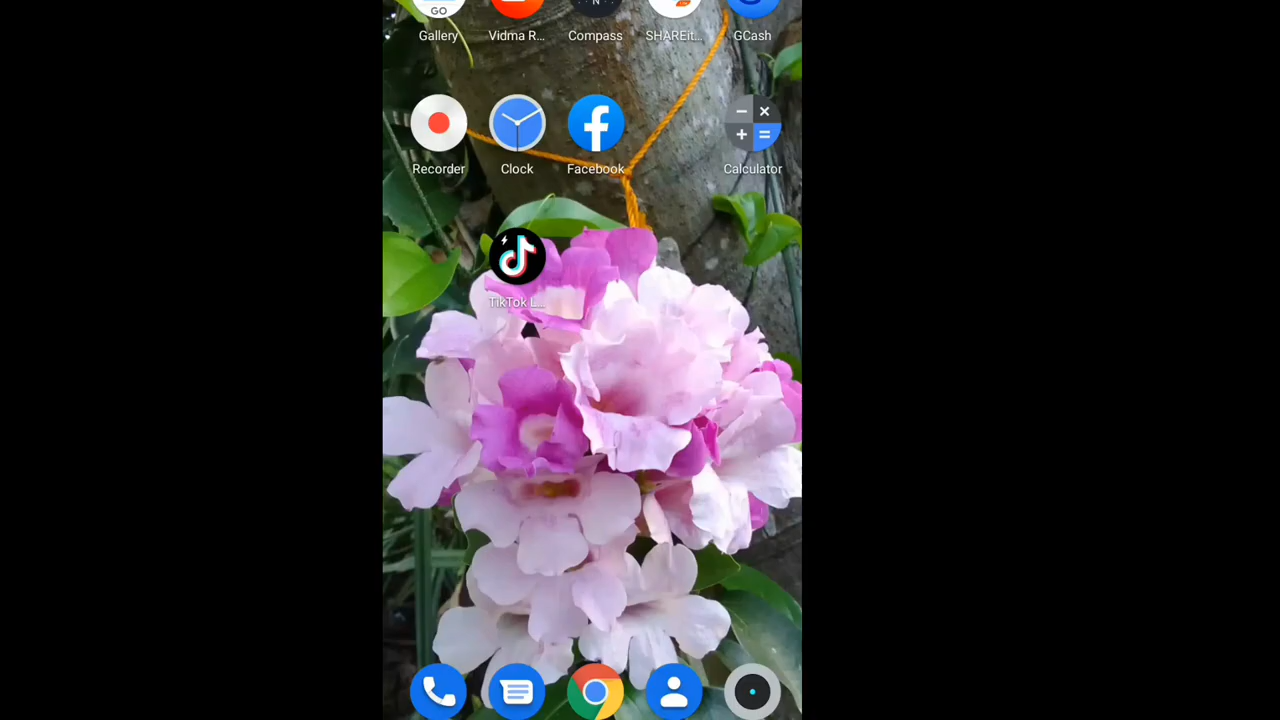 GO
N
Gallery Vidma R... Compass SHAREit... GCash
Recorder Clock Facebook Calculator
TikTok L...